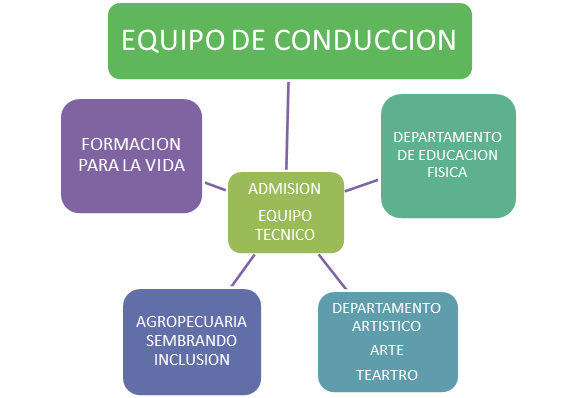 EQUIPO DE CONDUCCION
FORMACION
PARA LA VIDA
DEPARTAMENTO
DE EDUCACION
FISICA
ADMISION
EQUIPO
TECNICO
AGROPECUARIA
SEMBRANDO
INCLUSION
DEPARTAMENTO
ARTISTICO
ARTE
TEARTRO